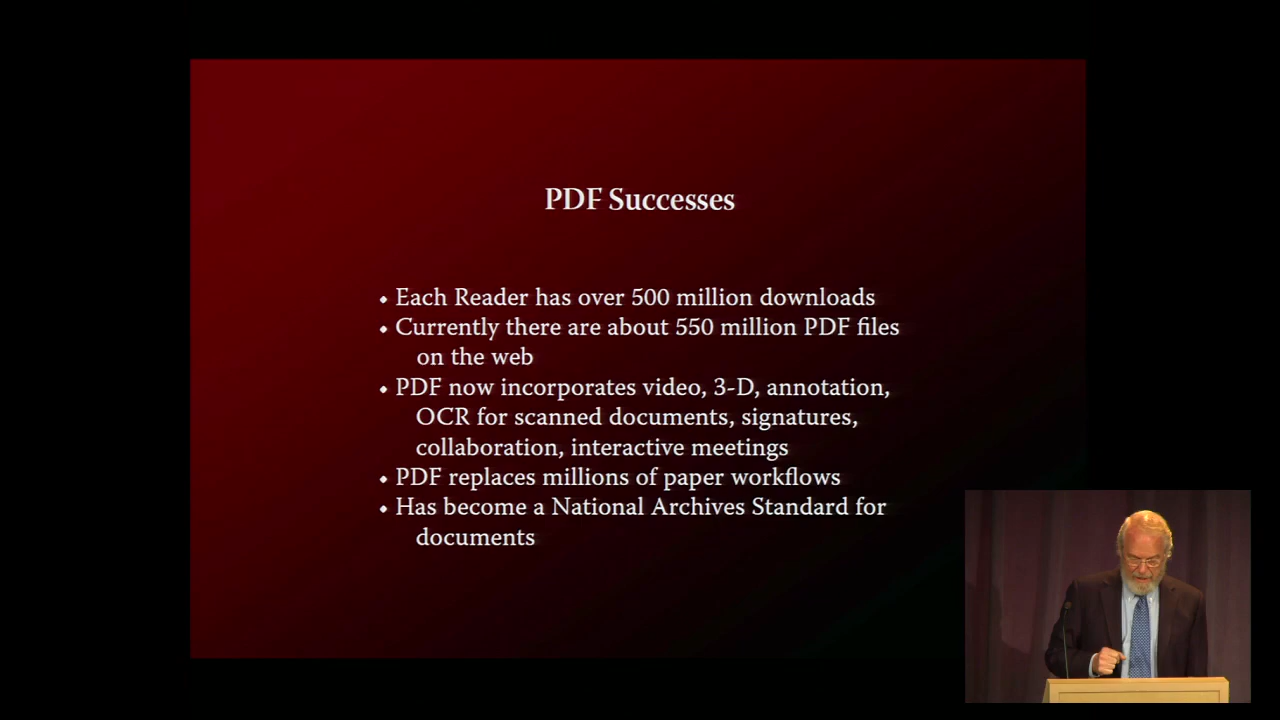 PDF Successes
• Each Reader has over 500 million downloads
• Currently there are about 550 million PDF files
on the web
• PDF now incorporates video, 3-D, annotation,
OCR for scanned documents, signatures,
collaboration, interactive meetings
• PDF replaces millions of paper workflows
• Has become a National Archives Standard for
documents